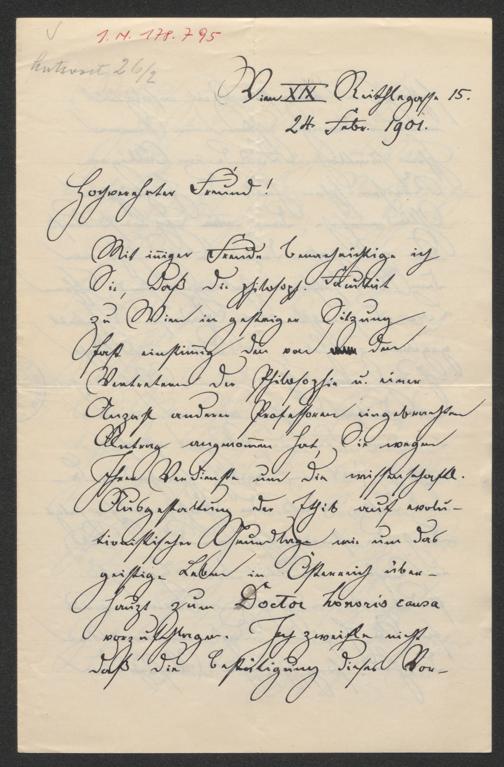 I.N. 178.795
Antwort 26/2
Wien XIX Reithlegasse 15.
24. Febr. 1901.
Hochverehrter Freund!
Mit inniger Freude benachrichtige ich
Sie, daß die philosoph. Fakultät
zu Wien in gestriger Sitzung
fast einstimmig den von den
Vertretern der Philosophie u. einer
Anzahl anderer Professoren eingebrachten
Antrag angenommen hat, Sie wegen
Ihrer Verdienste um die wissenschaftl.
Ausgestaltung der Ethik auf evolu-
tionistischer Grundlage wie um das
geistige Leben in Österreich über-
haupt zum Doctor honoris causa
vorzuschlagen. Ich zweifle nicht
daß die Bestätigung dieses Vor-